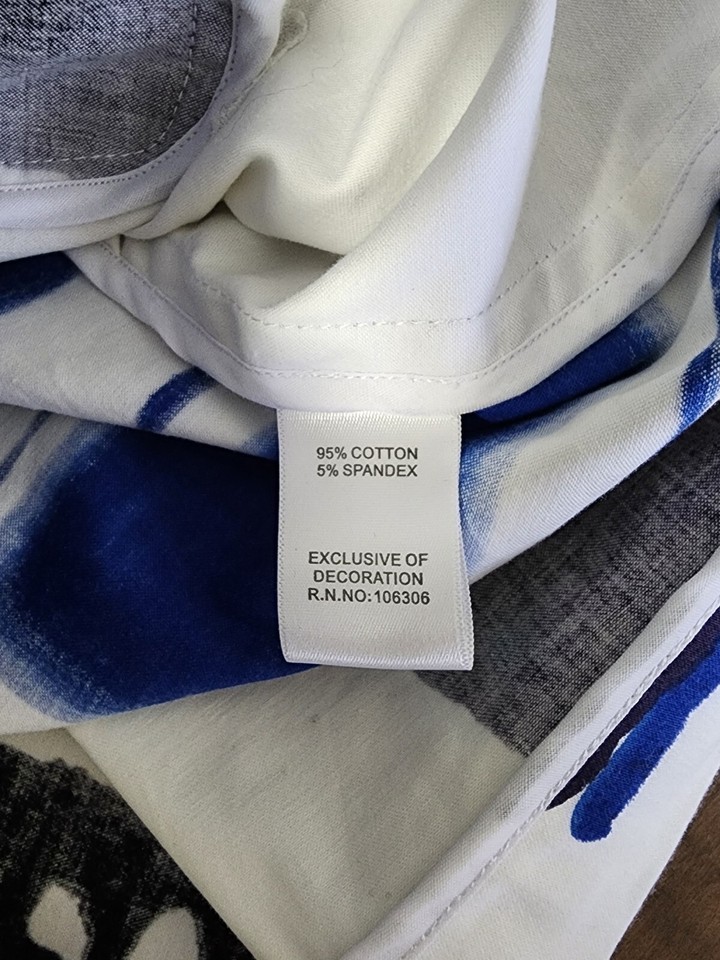 95% COTTON
5% SPANDEX
EXCLUSIVE OF
DECORATION
R.N.NO:106306